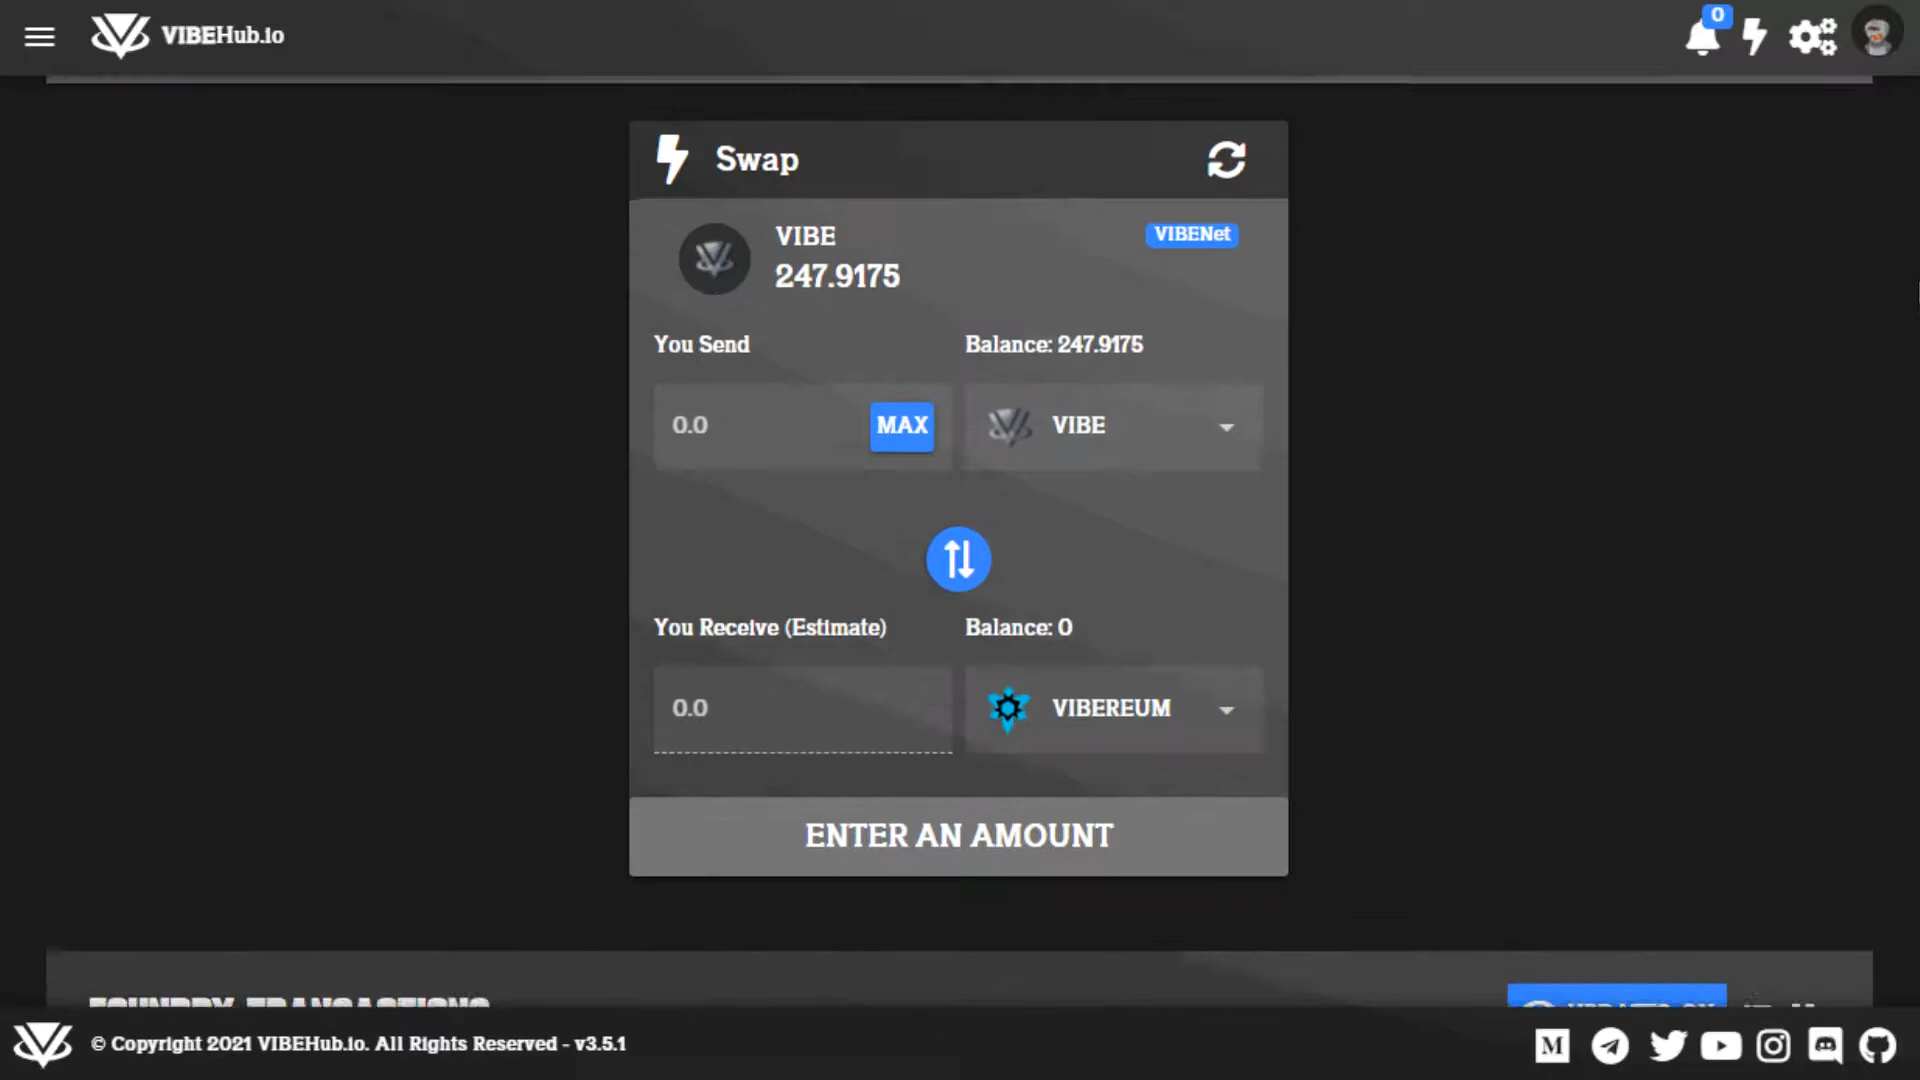 VIBEHub.io
0
Swap
VIBE
VIBENet
247.9175
You Send
Balance: 247.9175
0.0
MAX
VIBE
You Receive (Estimate)
Balance: 0
0.0
VIBEREUM
ENTER AN AMOUNT
FOUNDRY TRANSACTIONS
© Copyright 2021 VIBEHub.io. All Rights Reserved - v3.5.1
M